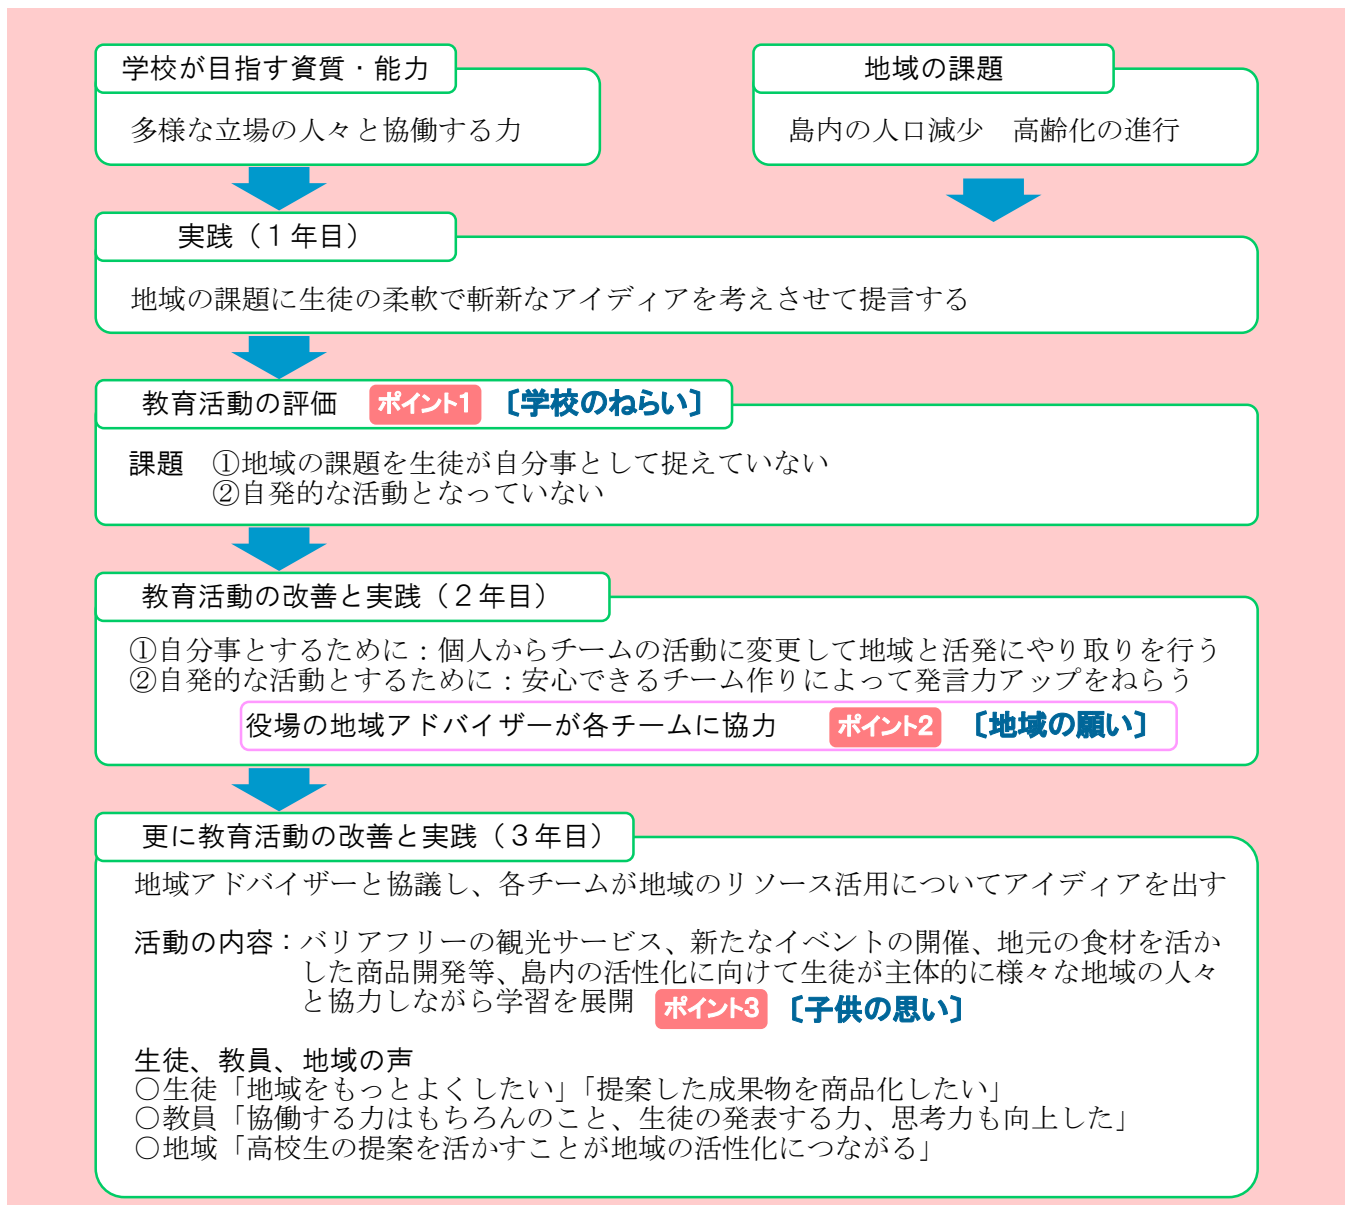 学校が目指す資質・能力
多様な立場の人々と協働する力
地域の課題
島内の人口減少　高齢化の進行
実践（１年目）
地域の課題に生徒の柔軟で斬新なアイディアを考えさせて提言する
教育活動の評価　ポイント1　〔学校のねらい〕
課題　①地域の課題を生徒が自分事として捉えていない
②自発的な活動となっていない
教育活動の改善と実践（２年目）
①自分事とするために：個人からチームの活動に変更して地域と活発にやり取りを行う
②自発的な活動とするために：安心できるチーム作りによって発言力アップをねらう
役場の地域アドバイザーが各チームに協力　ポイント2　〔地域の願い〕
更に教育活動の改善と実践（３年目）
地域アドバイザーと協議し、各チームが地域のリソース活用についてアイディアを出す
活動の内容：バリアフリーの観光サービス、新たなイベントの開催、地元の食材を活か
した商品開発等、島内の活性化に向けて生徒が主体的に様々な地域の人々
と協力しながら学習を展開　ポイント3　〔子供の思い〕
生徒、教員、地域の声
○生徒「地域をもっとよくしたい」「提案した成果物を商品化したい」
○教員「協働する力はもちろんのこと、生徒の発表する力、思考力も向上した」
○地域「高校生の提案を活かすことが地域の活性化につながる」